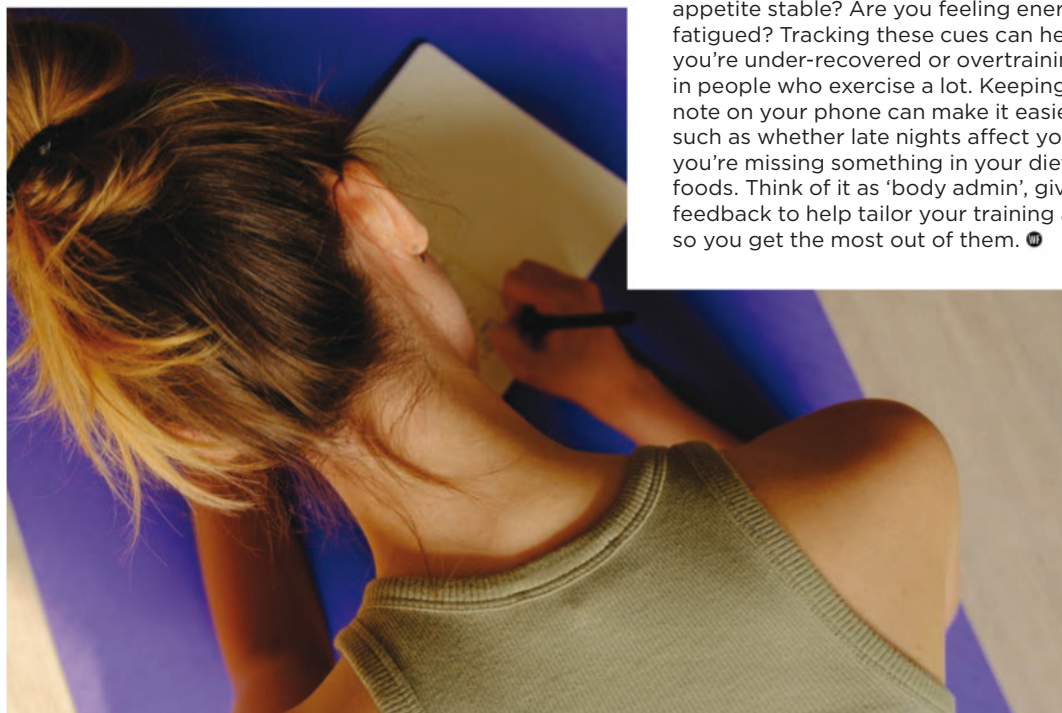 appetite stable? Are you feeling ener
fatigued? Tracking these cues can he
you're under-recovered or overtrainin
in people who exercise a lot. Keeping
note on your phone can make it easie
such as whether late nights affect yo
you're missing something in your die
foods. Think of it as ‘body admin’, giv
feedback to help tailor your training
so you get the most out of them. WF